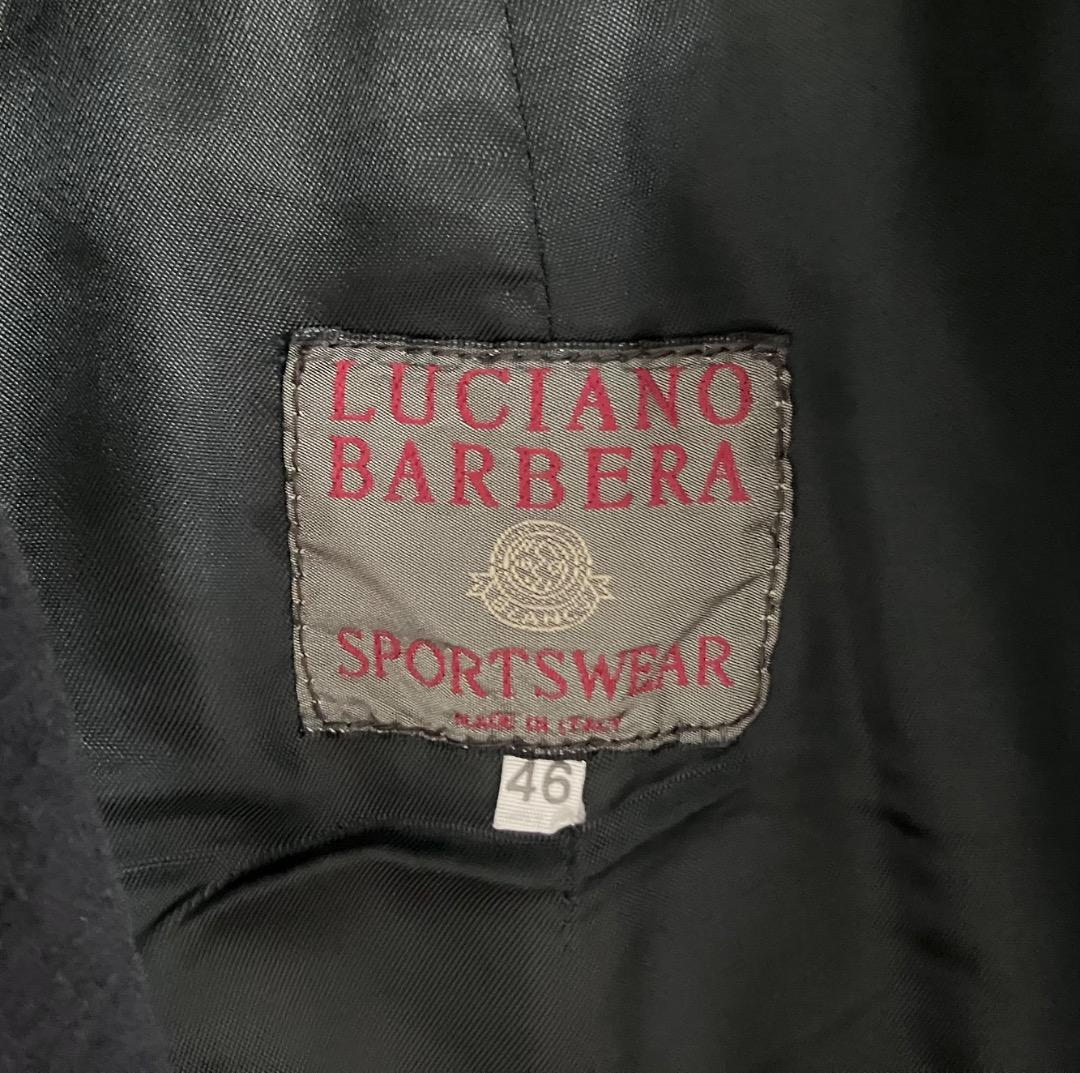 LUCIANO
BARBERA
SPORTSWEAR
MADE IN ITALY
46